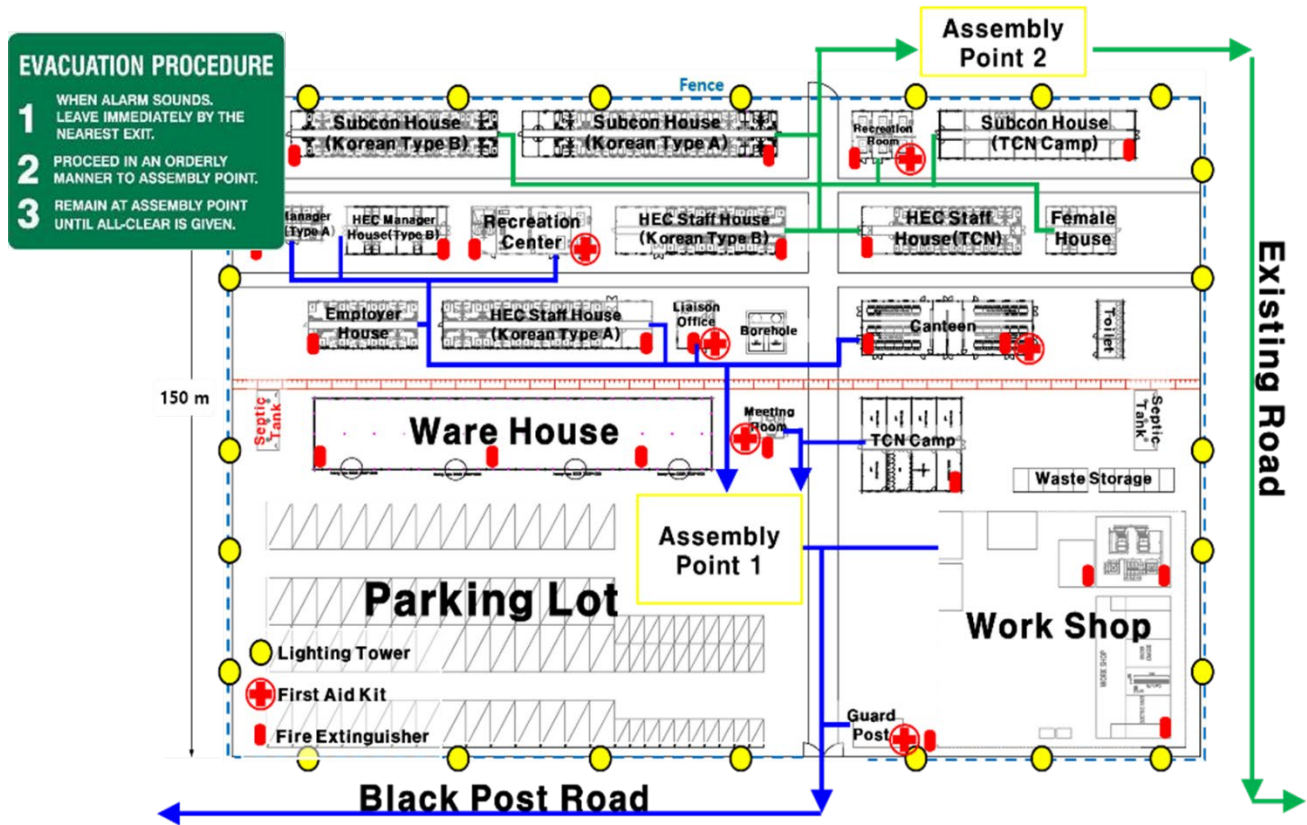 EVACUATION PROCEDURE
1 WHEN ALARM SOUNDS.
LEAVE IMMEDIATELY BY THE
NEAREST EXIT.
2 PROCEED IN AN ORDERLY
MANNER TO ASSEMBLY POINT.
3 REMAIN AT ASSEMBLY POINT
UNTIL ALL-CLEAR IS GIVEN.
Assembly
Point 2
Fence
Subcon House
(Korean Type B)
Subcon House
(Korean Type A)
Recreation
Room
Subcon House
(TCN Camp)
Manager
(Type A)
HEC Manager
House(Type B)
Recreation
Center
HEC Staff House
(Korean Type B)
HEC Staff
House(TCN)
Female
House
Existing Road
Employer
House
HEC Staff House
(Korean Type A)
Liaison
Office
Borehole
Canteen
Toilet
150 m
Septic
Tank
Ware House
Meeting
Room
TCN Camp
Septic
Tank
Waste Storage
Assembly
Point 1
Parking Lot
Work Shop
WORK SHOP
Lighting Tower
First Aid Kit
Fire Extinguisher
Guard
Post
Black Post Road